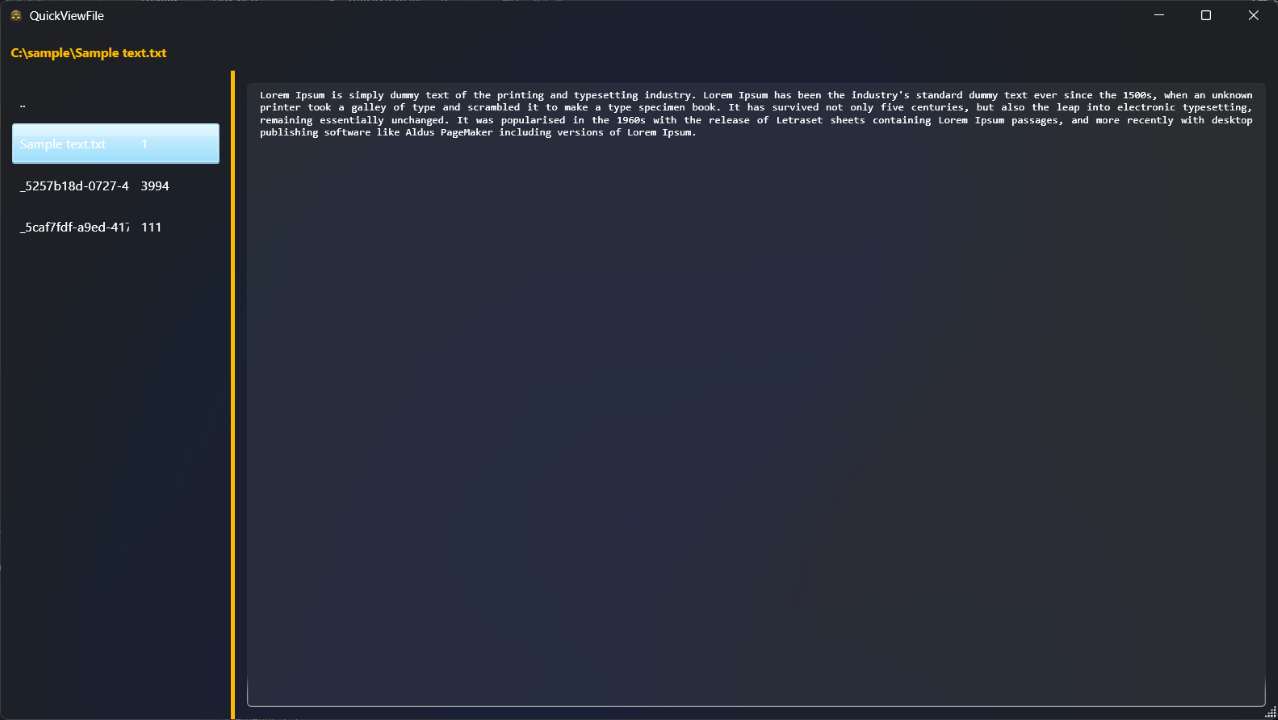 QuickViewFile
C:\sample\Sample text.txt
..
Sample text.txt 1
_5257b18d-0727-4 3994
_5caf7fdf-a9ed-417 111
Lorem Ipsum is simply dummy text of the printing and typesetting industry. Lorem Ipsum has been the industry's standard dummy text ever since the 1500s, when an unknown
printer took a galley of type and scrambled it to make a type specimen book. It has survived not only five centuries, but also the leap into electronic typesetting,
remaining essentially unchanged. It was popularised in the 1960s with the release of Letraset sheets containing Lorem Ipsum passages, and more recently with desktop
publishing software like Aldus PageMaker including versions of Lorem Ipsum.